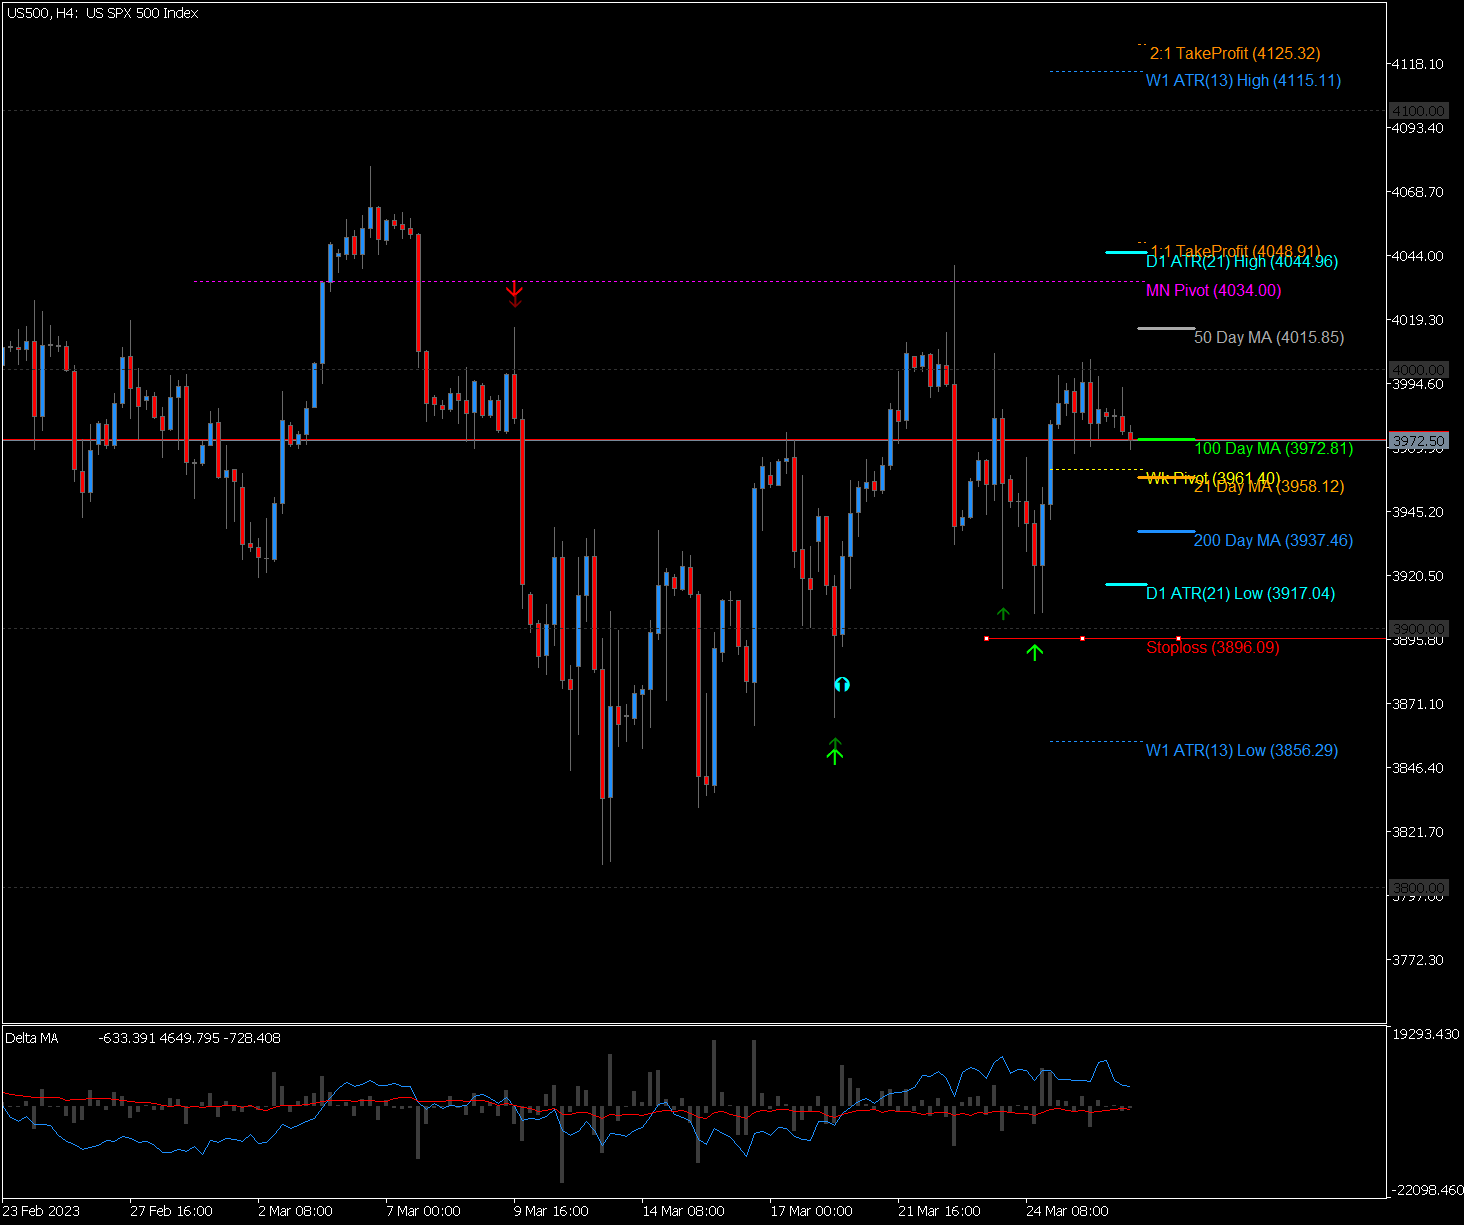 US500, H4: US SPX 500 Index
2:1 TakeProfit (4125.32)
4118.10
W1 ATR(13) High (4115.11)
4100.00
4093.40
4068.70
1:1 TakeProfit (4048.91)
4044.00
D1 ATR(21) High (4044.96)
MN Pivot (4034.00)
4019.30
50 Day MA (4015.85)
4000.00
3994.60
3972.50
100 Day MA (3972.81)
Wk Pivot (3961.40)
21 Day MA (3958.12)
3945.20
200 Day MA (3937.46)
3920.50
D1 ATR(21) Low (3917.04)
3900.00
3895.80
Stoploss (3896.09)
3871.10
W1 ATR(13) Low (3856.29)
3846.40
3821.70
3800.00
3772.30
Delta MA -633.391 4649.795 -728.408
19293.430
-22098.460
23 Feb 2023
27 Feb 16:00
2 Mar 08:00
7 Mar 00:00
9 Mar 16:00
14 Mar 08:00
17 Mar 00:00
21 Mar 16:00
24 Mar 08:00